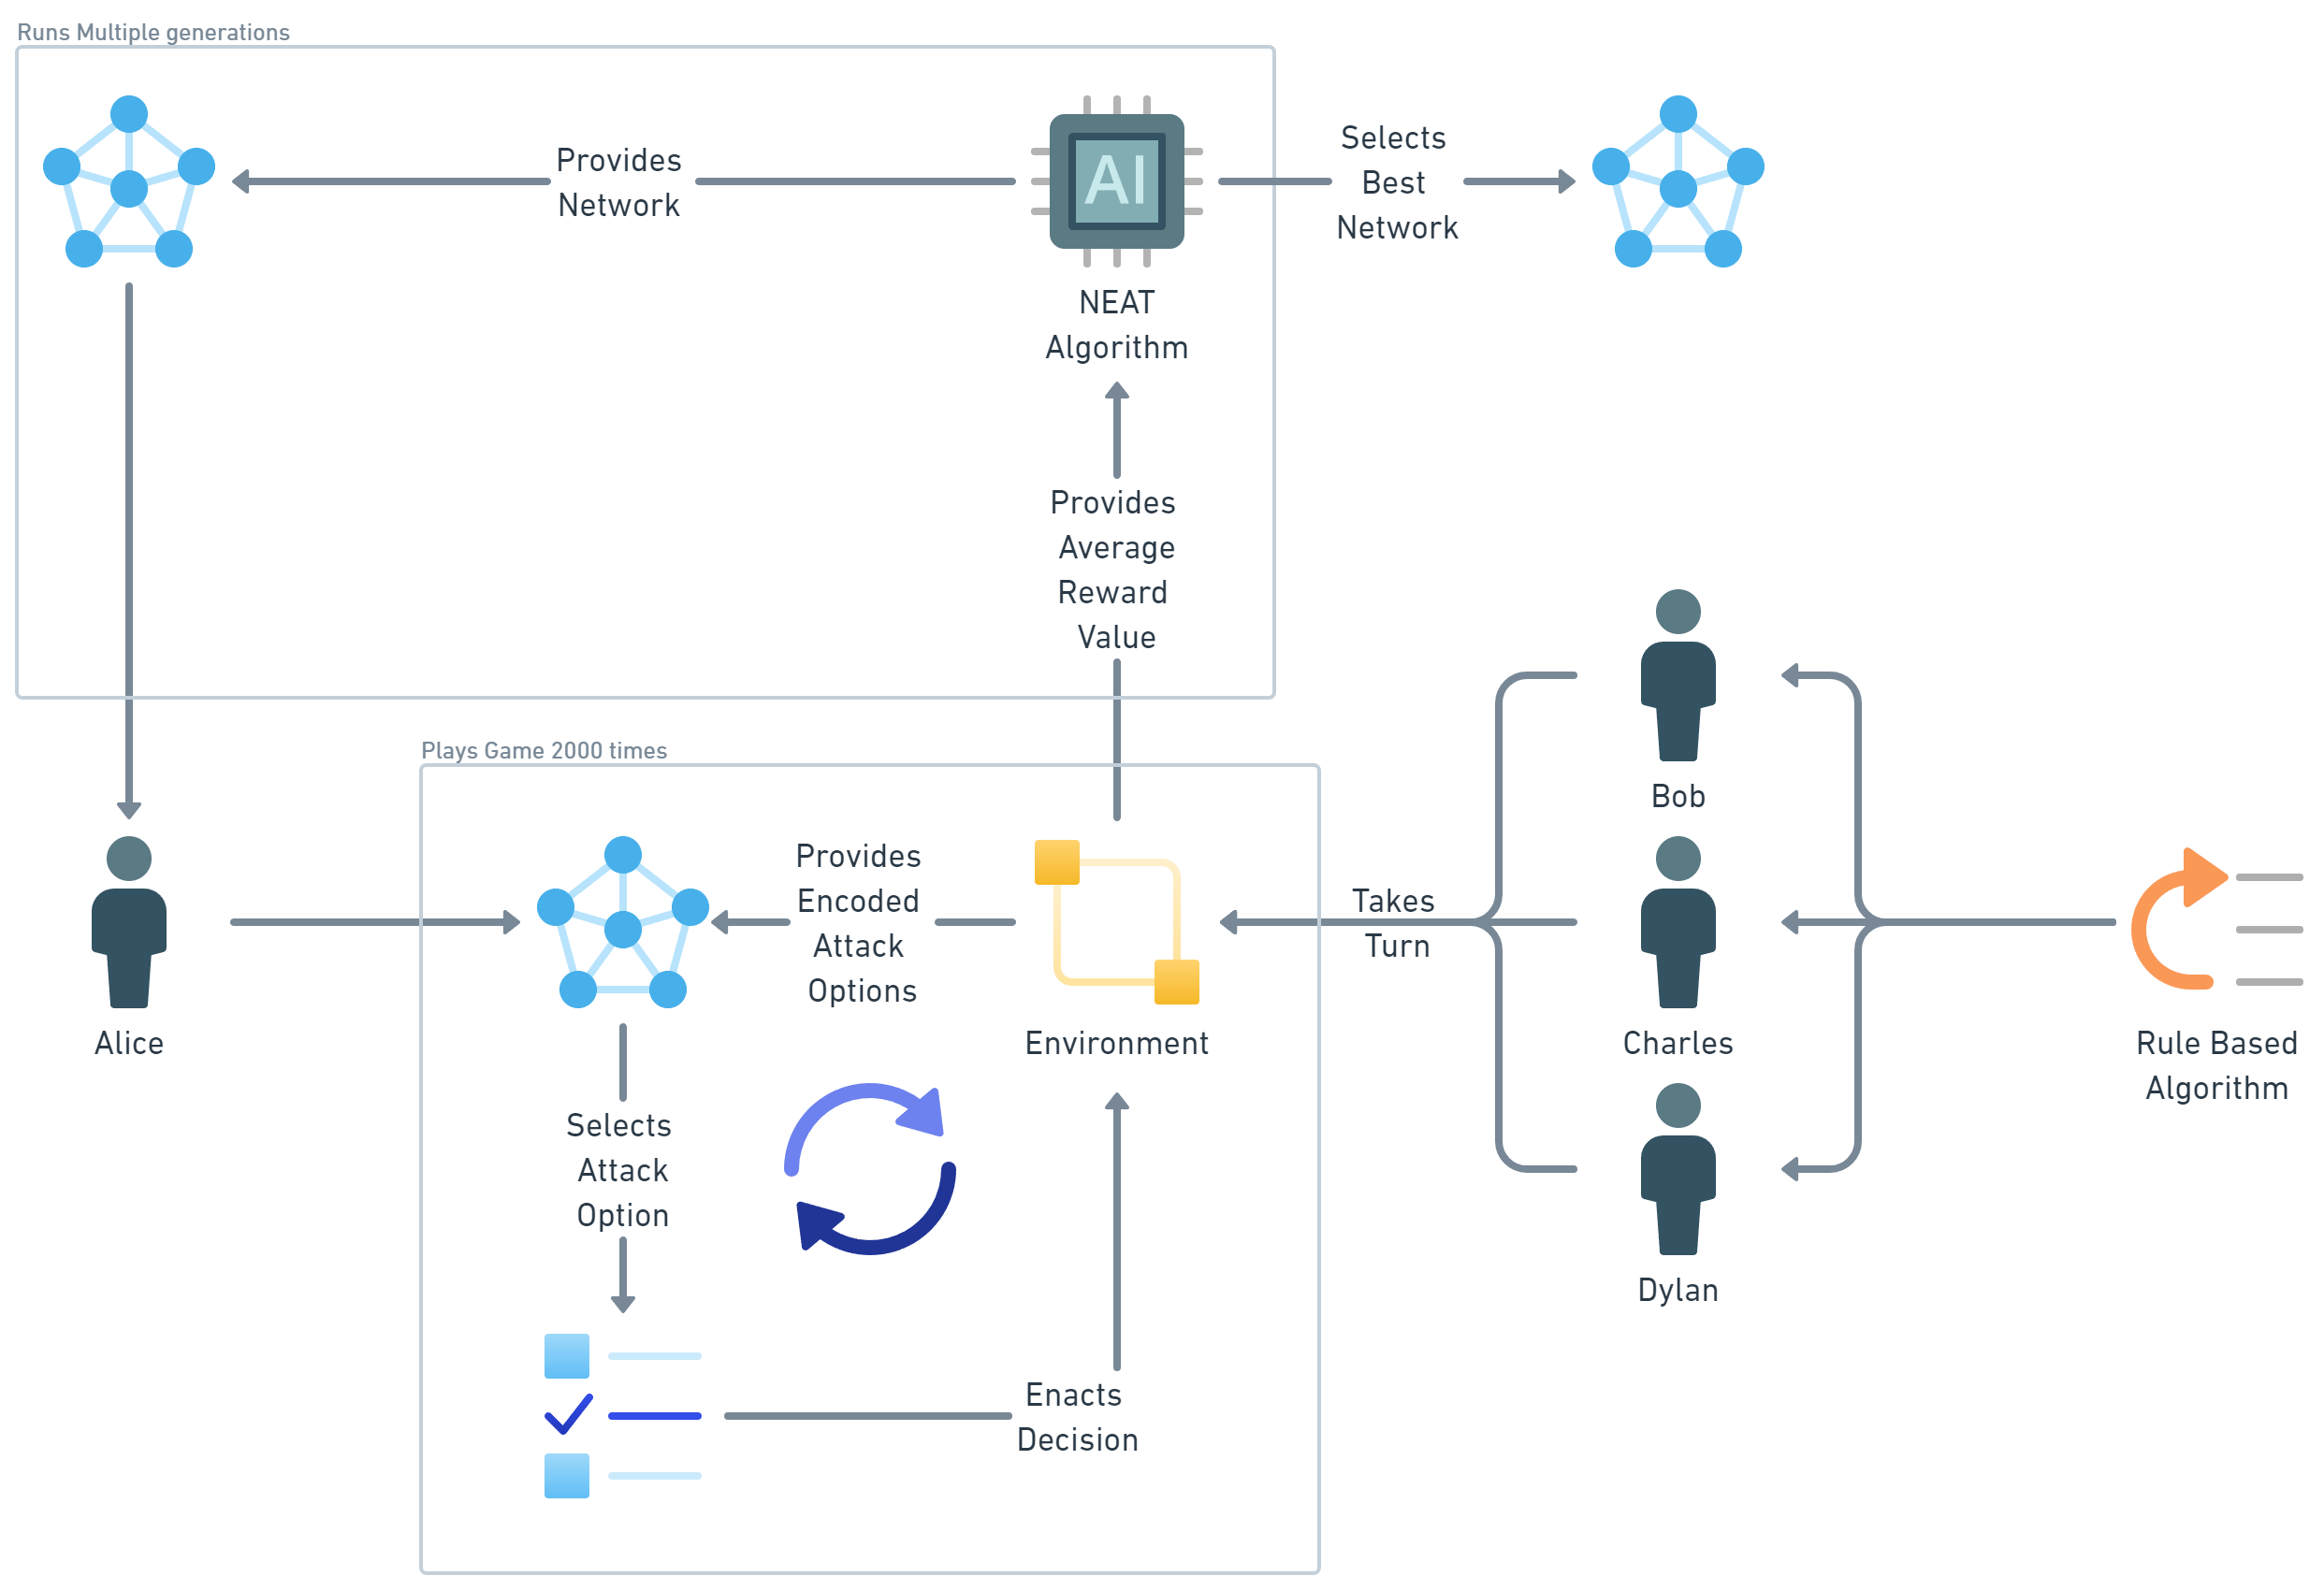 Runs Multiple generations
Provides
Network
AI
NEAT
Algorithm
Selects
Best
Network
Provides
Average
Reward
Value
Plays Game 2000 times
Alice
Provides
Encoded
Attack
Options
Environment
Selects
Attack
Option
Enacts
Decision
Takes
Turn
Bob
Charles
Dylan
Rule Based
Algorithm